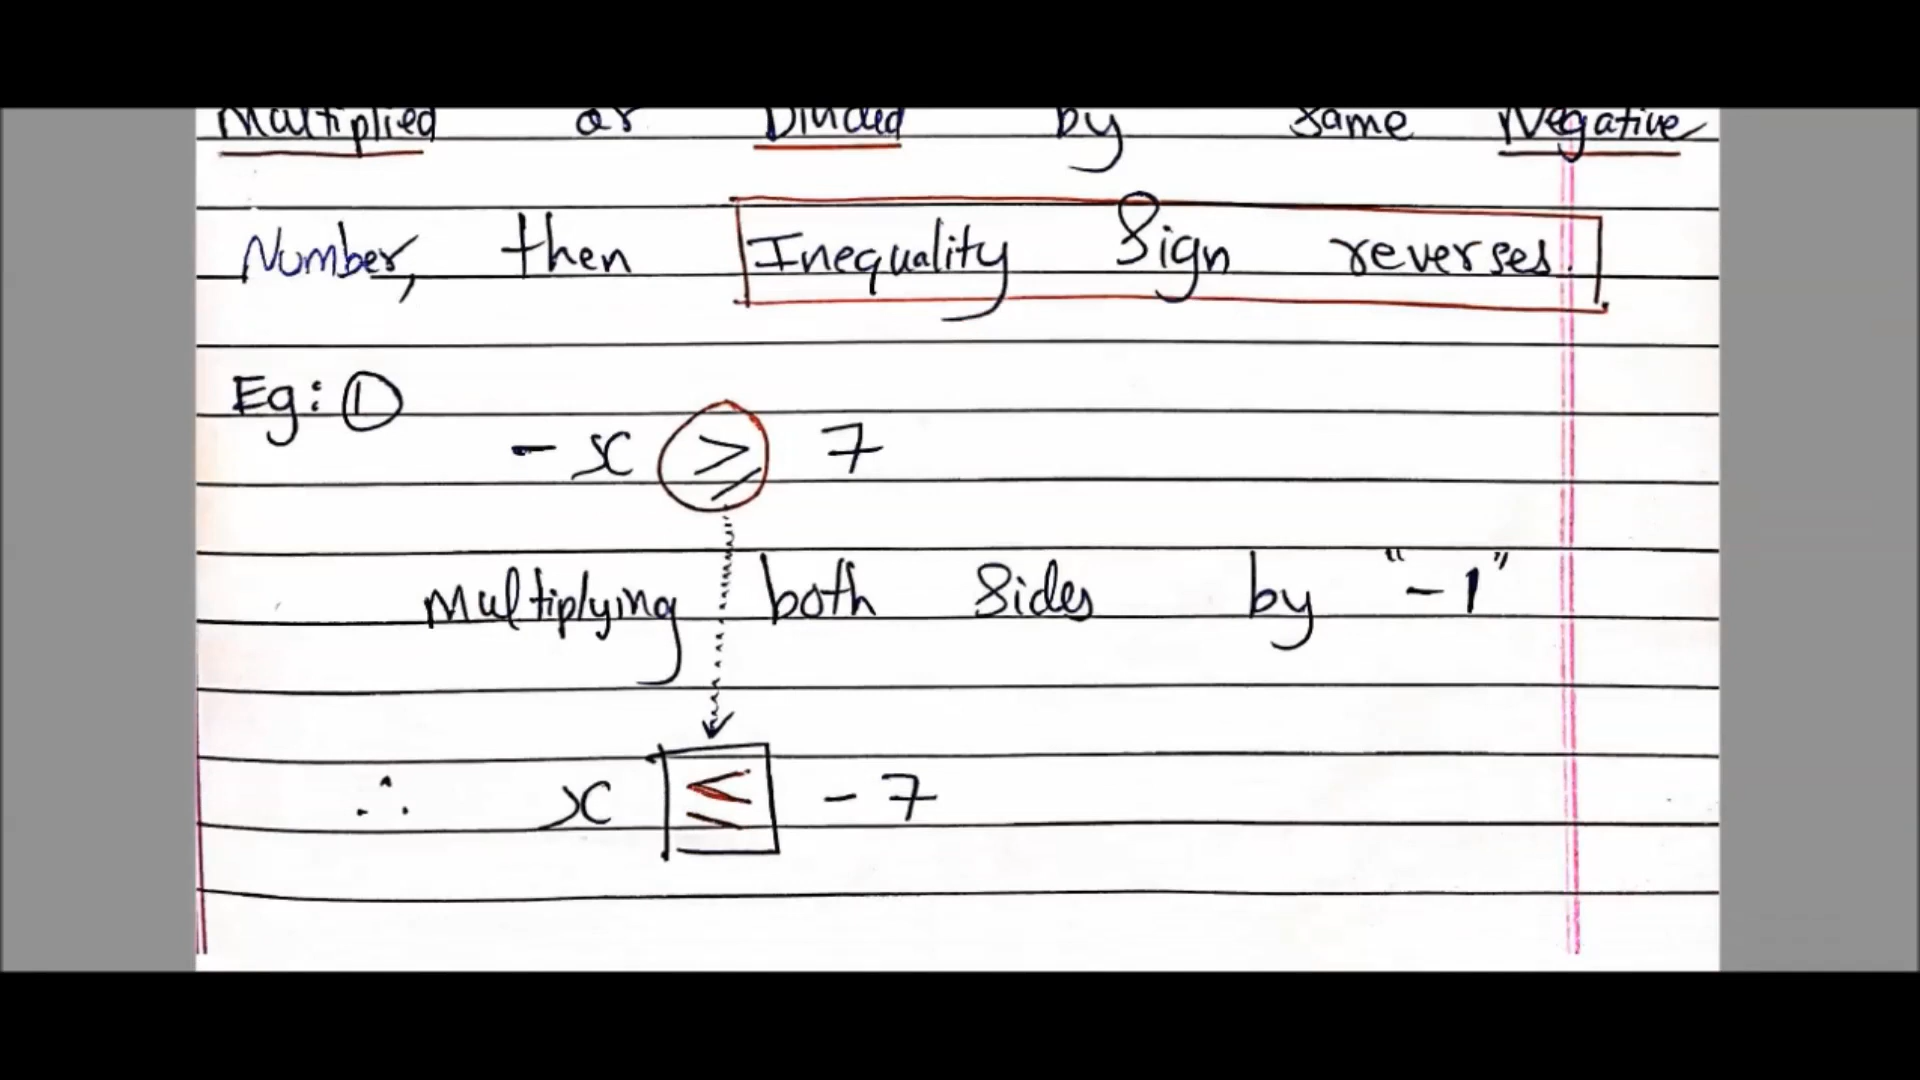 Multiplied or Divided by same Negative
Number, then Inequality Sign reverses.
Eg: ①
- x ≥ 7
Multiplying both Sides by "-1"
∴ x ≤ - 7